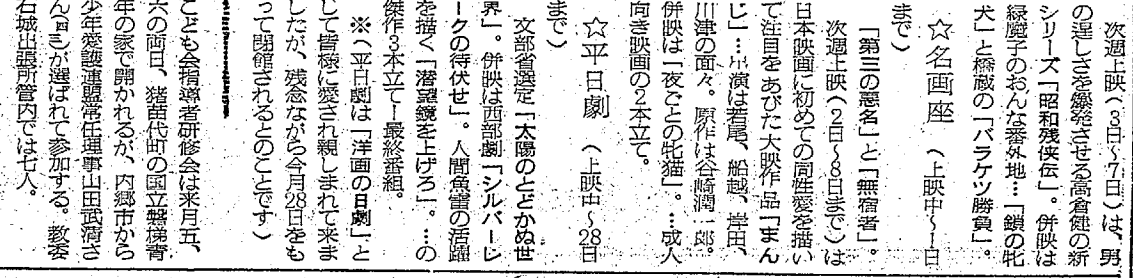 次週上映(3日〜7日)は、男
の逞しさを爆発させる高倉健の新
シリーズ「昭和残侠伝」。併映は
緑魔子のおんな番外地…「鎖の牝
犬」と橋蔵の「バラケツ勝負」。
☆名画座 (上映中〜1日
まで)
「第三の悪名」と「無宿者」。
次週上映(2日〜8日まで)は
日本映画に初めての同性愛を描い
て注目をあびた大映作品「まん
じ」…出演は若尾、船越、岸田、
川津の面々。原作は谷崎潤一郎。
併映は「夜ごとの牝猫」。…成人
向き映画の2本立て。
☆平日劇 (上映中〜28日
まで)
文部省選定「太陽のとどかぬ世
界」。併映は西部劇「シルバーレ
ークの待伏せ」。人間魚雷の活躍
を描く「潜望鏡を上げろ」。…の
傑作3本立て―最終番組。
※(平日劇は「洋画の日劇」と
して皆様に愛され親しまれて来ま
したが、残念ながら今月28日をも
って閉館されるとのことです)
こども会指導者研修会は来月五、
六の両日、猪苗代町の国立磐梯青
年の家で開かれるが、内郷市から
少年愛護連盟常任理事山田武清さ
ん(四三)が選ばれて参加する。教委
石城出張所管内では七人。